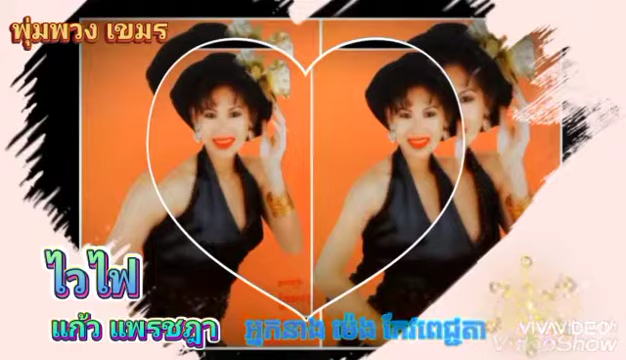 พุ่มพวง เขมร
ไวไฟ
แก้ว แพรชฎา
អ្នកនាង ម៉េង កែវពេជ្ជតា
VIVAVIDEO
VideoShow